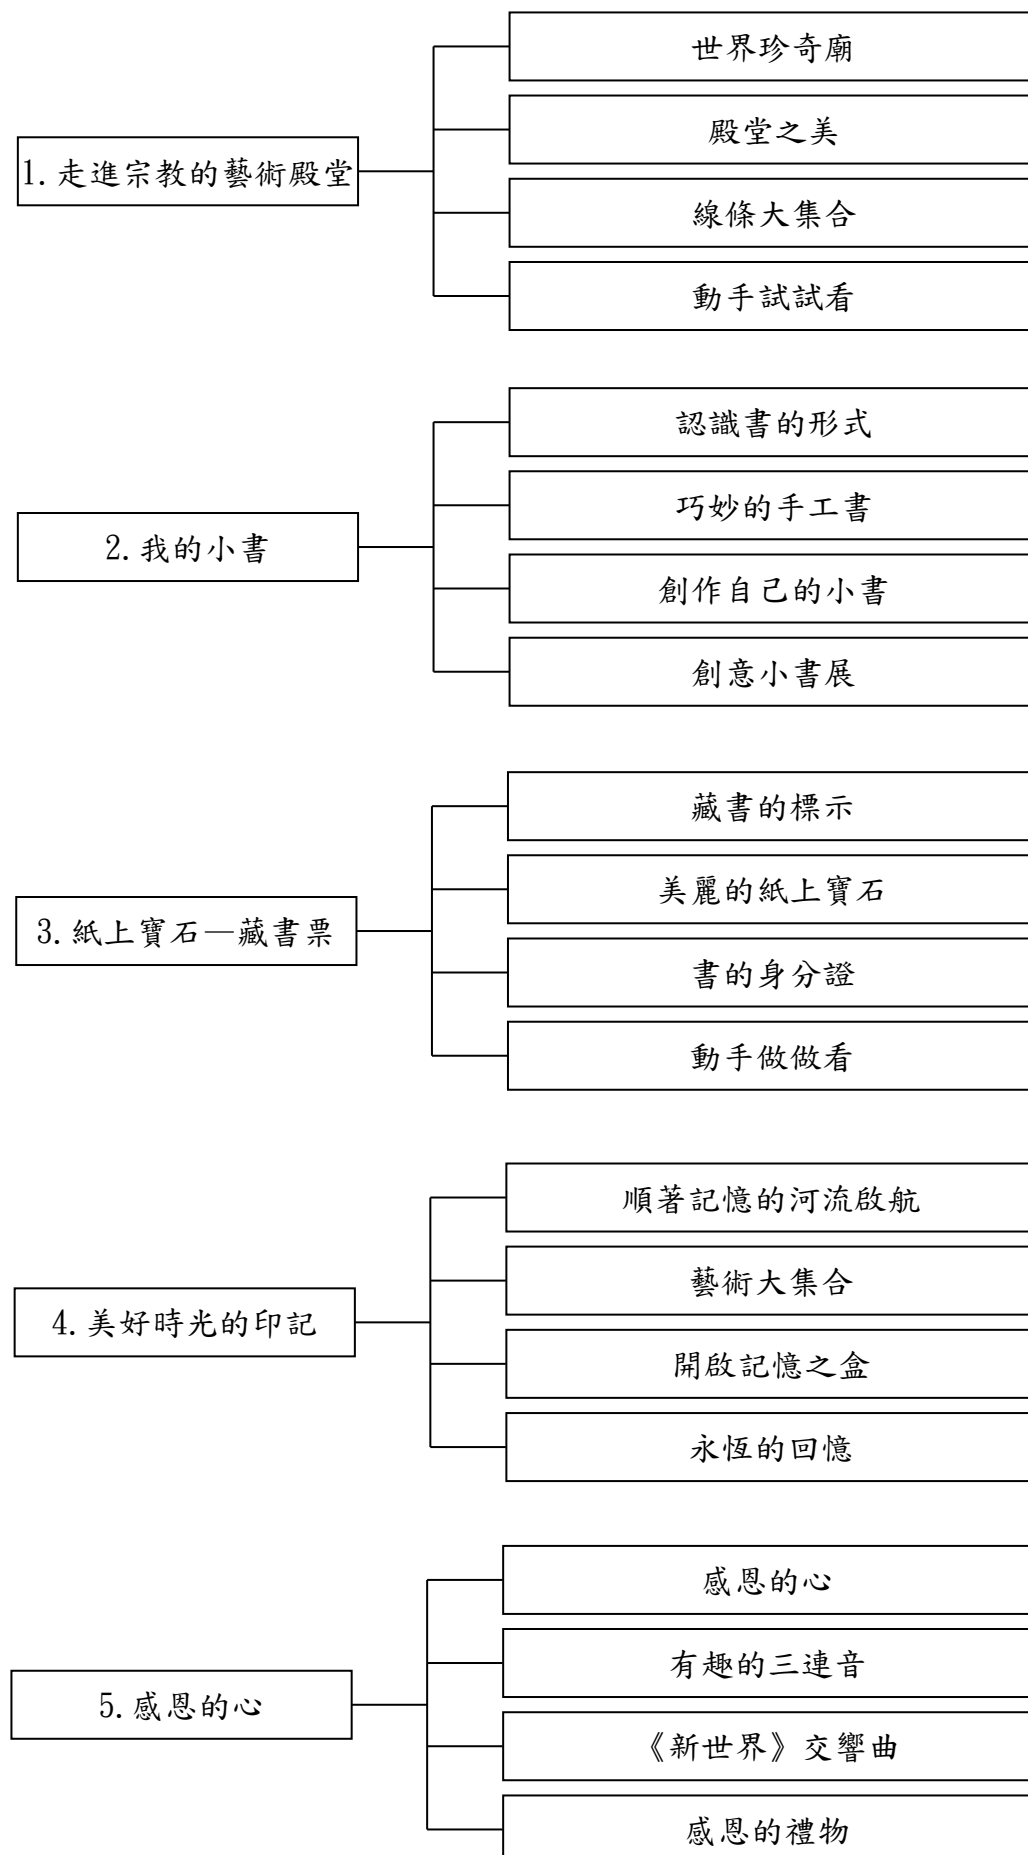 1.走進宗教的藝術殿堂
世界珍奇廟
殿堂之美
線條大集合
動手試試看
2.我的小書
認識書的形式
巧妙的手工書
創作自己的小書
創意小書展
3.紙上寶石—藏書票
藏書的標示
美麗的紙上寶石
書的身分證
動手做做看
4.美好時光的印記
順著記憶的河流啟航
藝術大集合
開啟記憶之盒
永恆的回憶
5.感恩的心
感恩的心
有趣的三連音
《新世界》交響曲
感恩的禮物